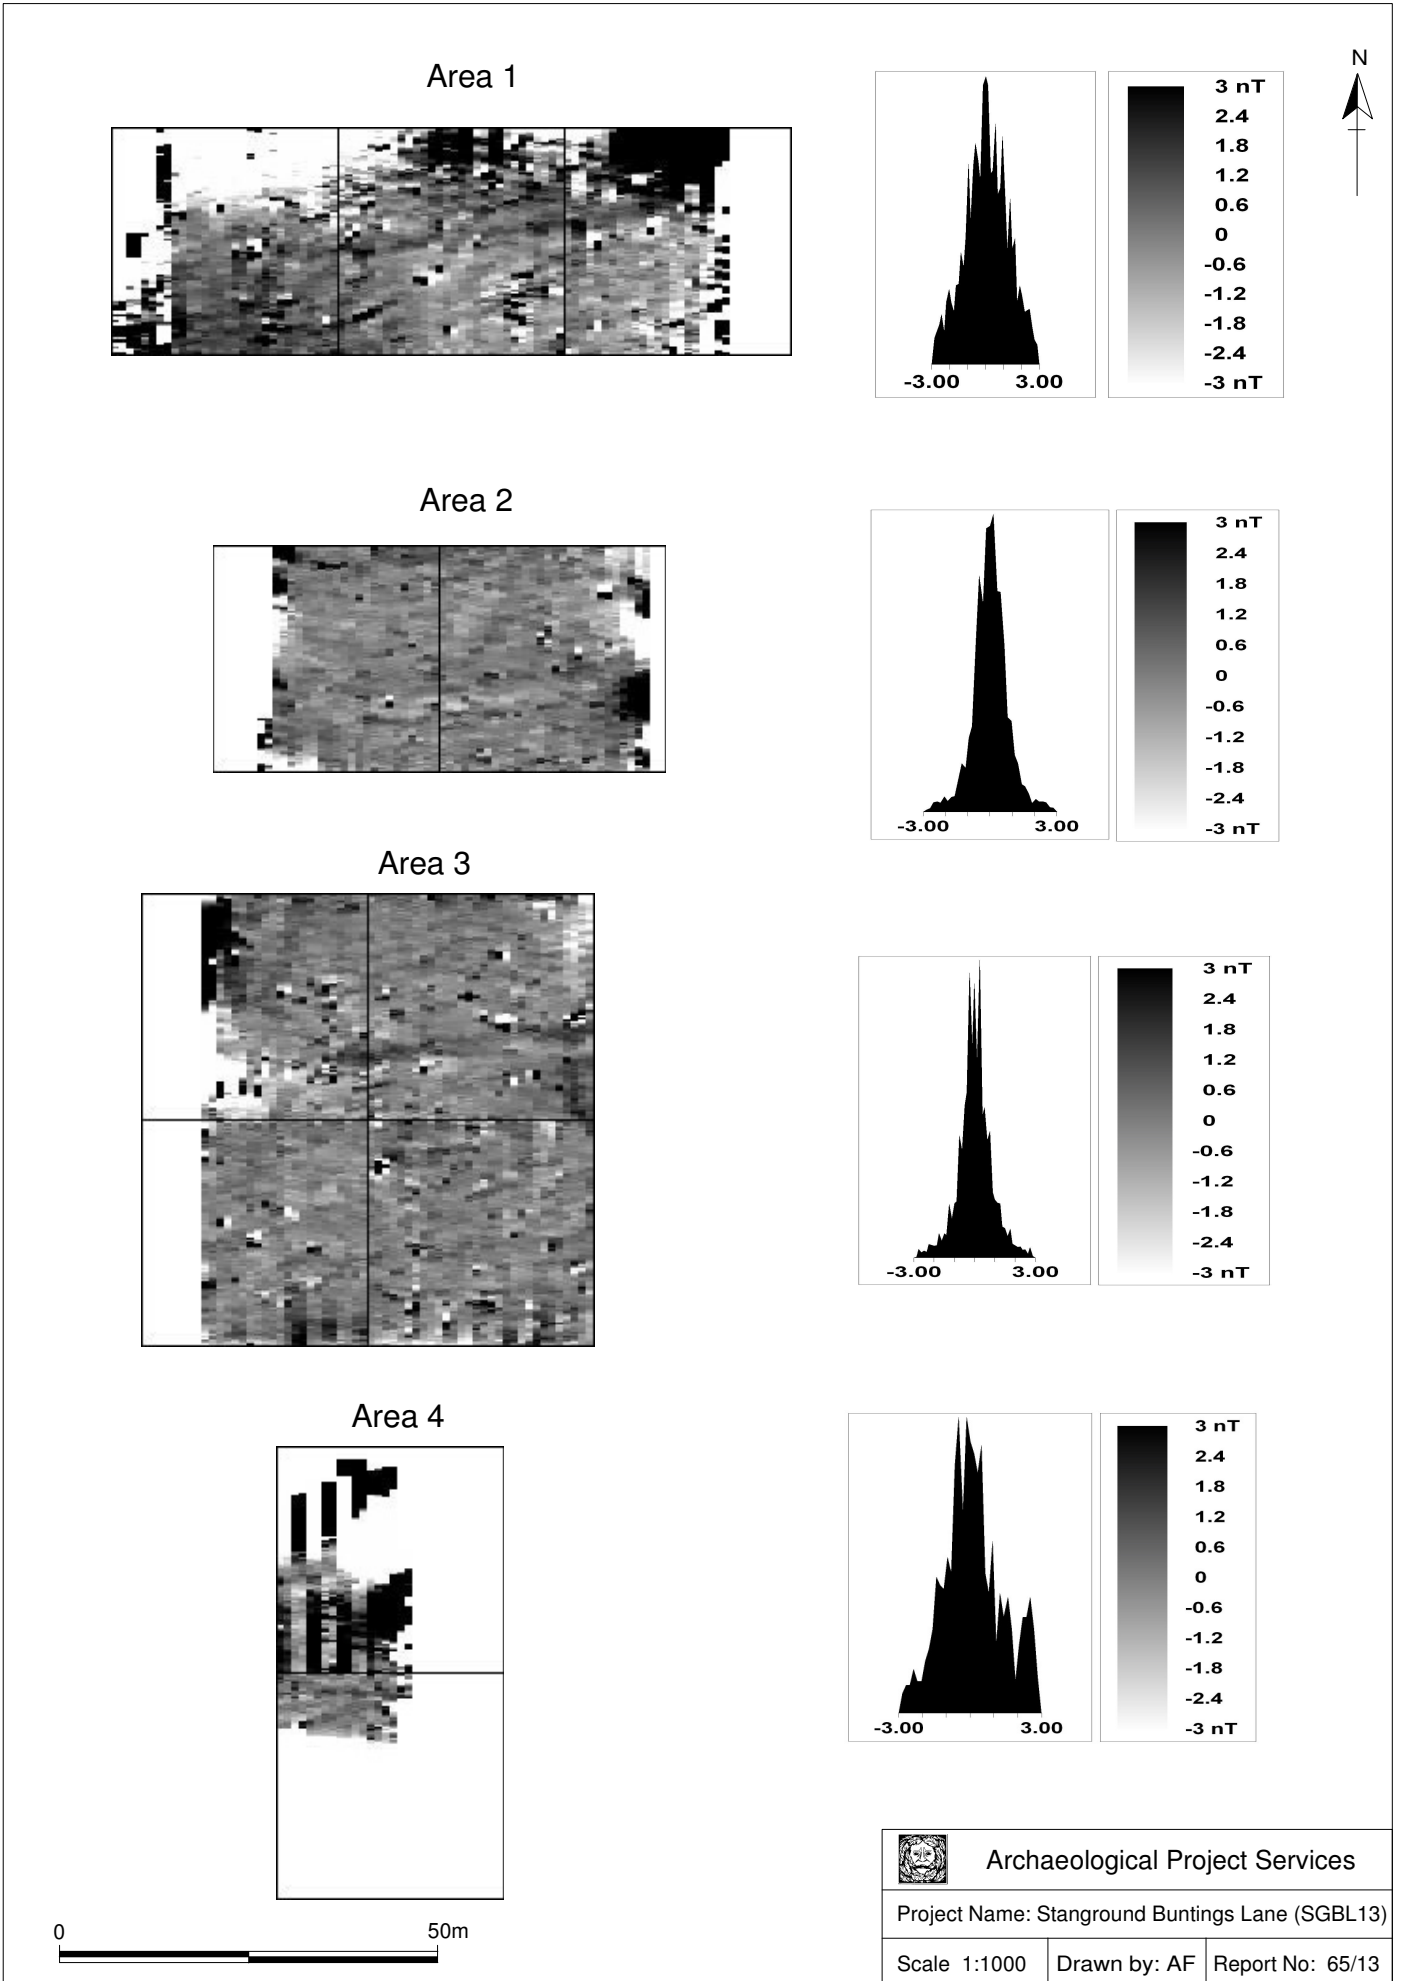 Area 1
N
3 nT
2.4
1.8
1.2
0.6
0
-0.6
-1.2
-1.8
-2.4
-3 nT
-3.00 3.00
Area 2
3 nT
2.4
1.8
1.2
0.6
0
-0.6
-1.2
-1.8
-2.4
-3 nT
-3.00 3.00
Area 3
3 nT
2.4
1.8
1.2
0.6
0
-0.6
-1.2
-1.8
-2.4
-3 nT
-3.00 3.00
Area 4
3 nT
2.4
1.8
1.2
0.6
0
-0.6
-1.2
-1.8
-2.4
-3 nT
-3.00 3.00
0 50m
Archaeological Project Services
Project Name: Stanground Buntings Lane (SGBL13)
Scale 1:1000 Drawn by: AF Report No: 65/13